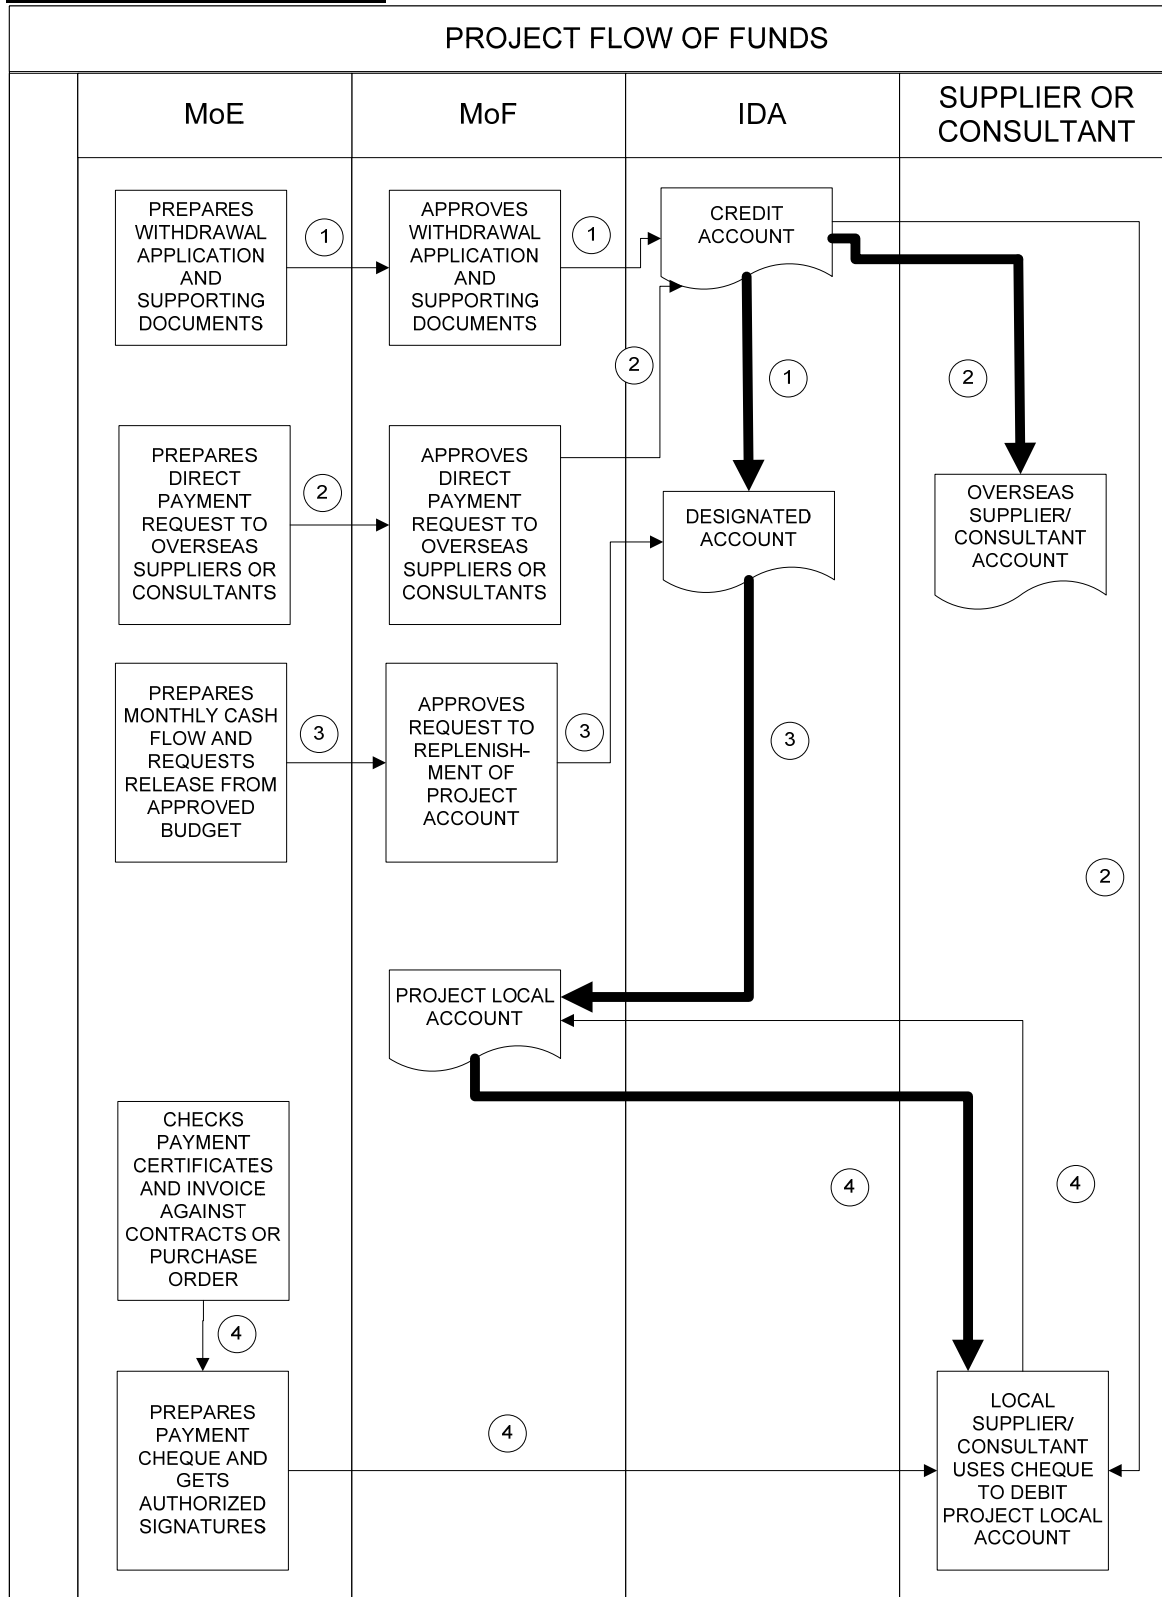 PROJECT FLOW OF FUNDS
MoE
MoF
IDA
SUPPLIER OR
CONSULTANT
PREPARES
WITHDRAWAL
APPLICATION
AND
SUPPORTING
DOCUMENTS
1
APPROVES
WITHDRAWAL
APPLICATION
AND
SUPPORTING
DOCUMENTS
1
CREDIT
ACCOUNT
2
1
2
PREPARES
DIRECT
PAYMENT
REQUEST TO
OVERSEAS
SUPPLIERS OR
CONSULTANTS
2
APPROVES
DIRECT
PAYMENT
REQUEST TO
OVERSEAS
SUPPLIERS OR
CONSULTANTS
DESIGNATED
ACCOUNT
OVERSEAS
SUPPLIER/
CONSULTANT
ACCOUNT
PREPARES
MONTHLY CASH
FLOW AND
REQUESTS
RELEASE FROM
APPROVED
BUDGET
3
APPROVES
REQUEST TO
REPLENISH-
MENT OF
PROJECT
ACCOUNT
3
3
2
PROJECT LOCAL
ACCOUNT
CHECKS
PAYMENT
CERTIFICATES
AND INVOICE
AGAINST
CONTRACTS OR
PURCHASE
ORDER
4
4
4
PREPARES
PAYMENT
CHEQUE AND
GETS
AUTHORIZED
SIGNATURES
4
LOCAL
SUPPLIER/
CONSULTANT
USES CHEQUE
TO DEBIT
PROJECT LOCAL
ACCOUNT